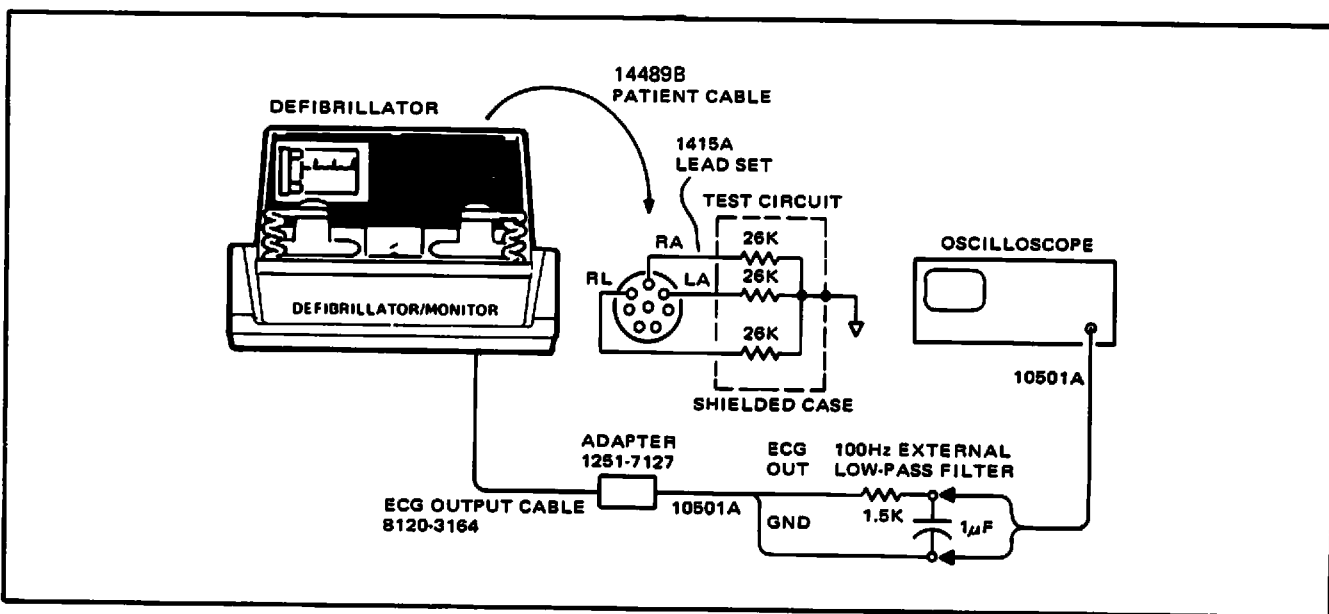 14489B
PATIENT CABLE
DEFIBRILLATOR
1415A
LEAD SET
TEST CIRCUIT
RA
26K
OSCILLOSCOPE
26K
RL
LA
DEFIBRILLATOR/MONITOR
26K
10501A
SHIELDED CASE
ADAPTER
1251-7127
ECG
OUT
100Hz EXTERNAL
LOW-PASS FILTER
ECG OUTPUT CABLE
8120-3164
10501A
GND
1.5K
1µF